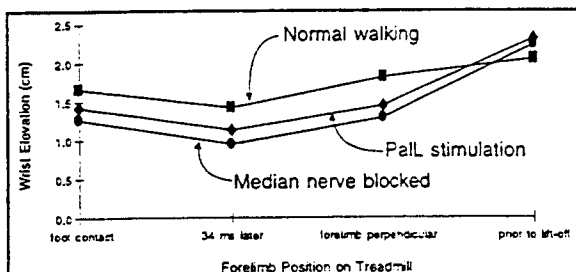 Normal walking
PalL stimulation
Median nerve blocked
Wrist Elevation (cm)
2.5
2.0
1.5
1.0
0.5
0.0
foot contact
34 ms later
forelimb perpendicular
prior to lift-off
Forelimb Position on Treadmill